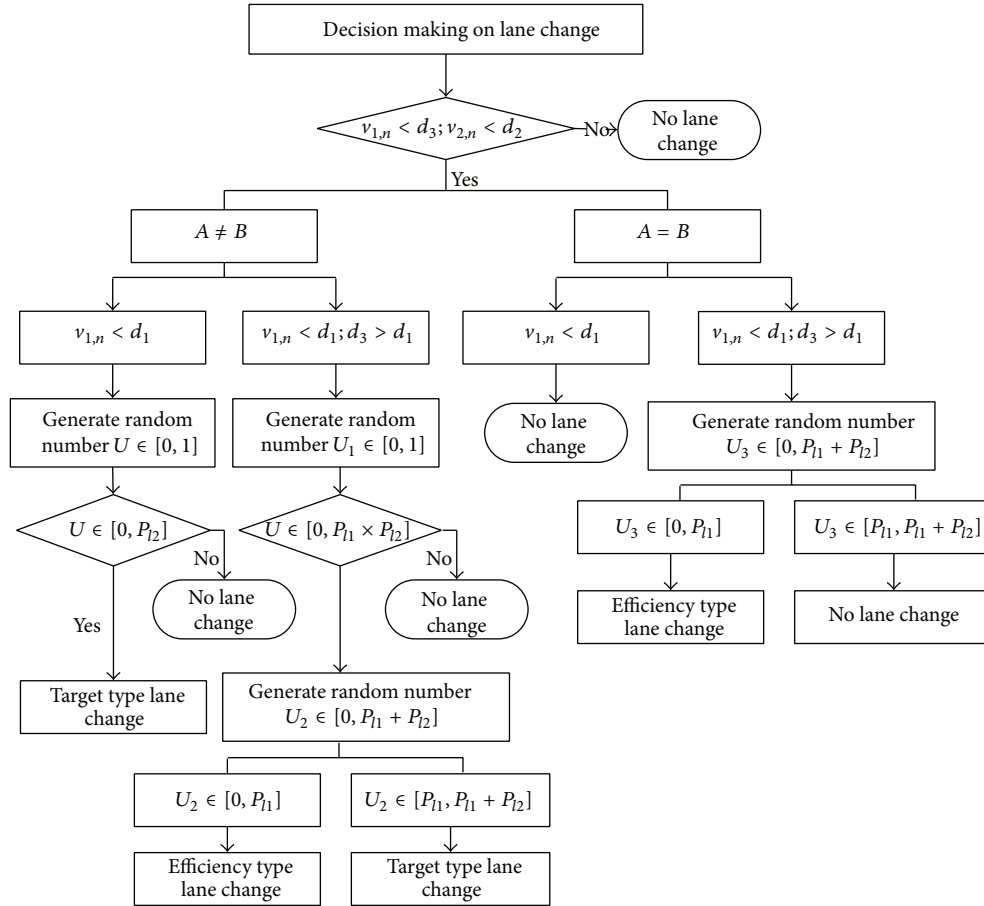 Decision making on lane change
v1,n < d3; v2,n < d2
No
No lane
change
Yes
A ≠ B
A = B
v1,n < d1
v1,n < d1; d3 > d1
v1,n < d1
v1,n < d1; d3 > d1
Generate random
number U ∈ [0, 1]
Generate random
number U1 ∈ [0, 1]
No lane
change
Generate random number
U3 ∈ [0, Pl1 + Pl2]
U ∈ [0, Pl2]
No
No lane
change
Yes
Target type lane
change
U ∈ [0, Pl1 × Pl2]
No
No lane
change
U3 ∈ [0, Pl1]
U3 ∈ [Pl1, Pl1 + Pl2]
Efficiency type
lane change
No lane change
Generate random number
U2 ∈ [0, Pl1 + Pl2]
U2 ∈ [0, Pl1]
U2 ∈ [Pl1, Pl1 + Pl2]
Efficiency type
lane change
Target type lane
change